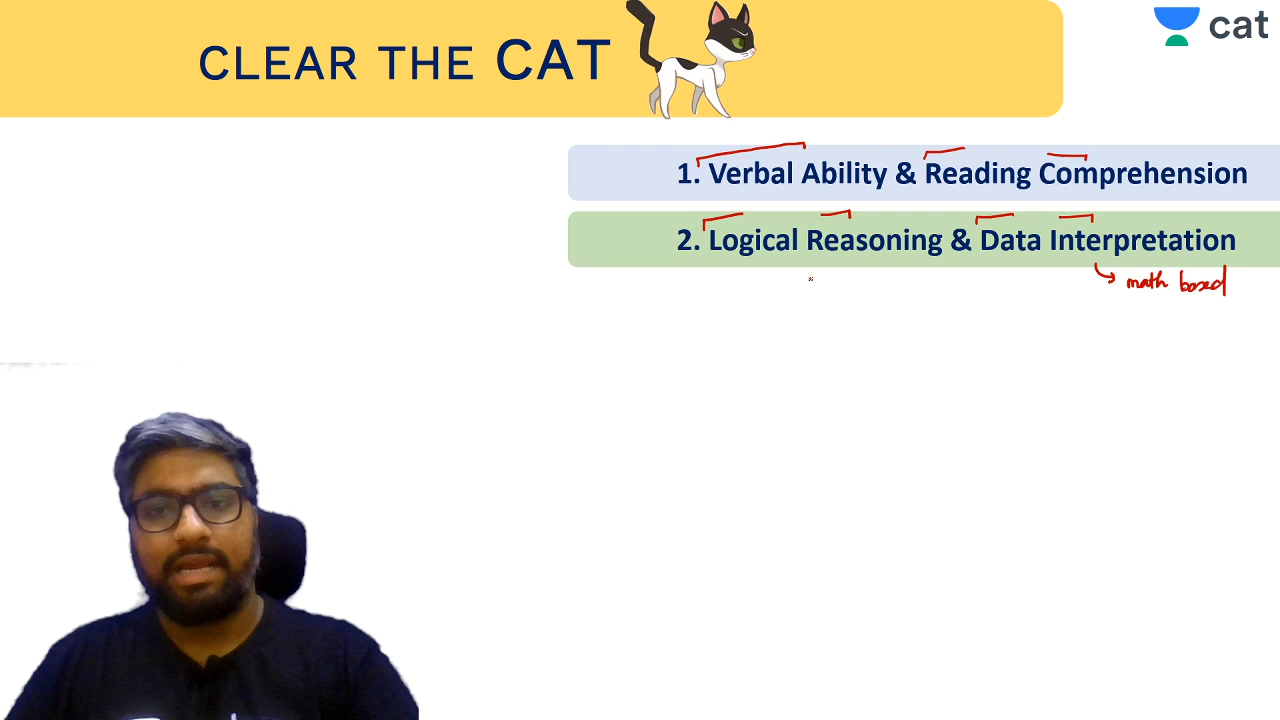 CLEAR THE CAT
cat
1. Verbal Ability & Reading Comprehension
2. Logical Reasoning & Data Interpretation
math based